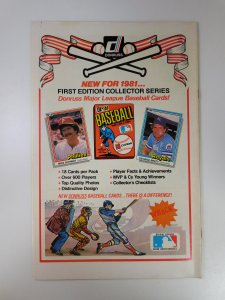 DONRUSS
NEW FOR 1981...
FIRST EDITION COLLECTOR SERIES
Donruss Major League Baseball Cards!
BASEBALL
• 18 Cards per Pack
• Over 600 Players
• Top Quality Photos
• Distinctive Design
• Player Facts & Achievements
• MVP & Cy Young Winners
• Collector's Checklists
NEW DONRUSS BASEBALL CARDS...THERE IS A DIFFERENCE!